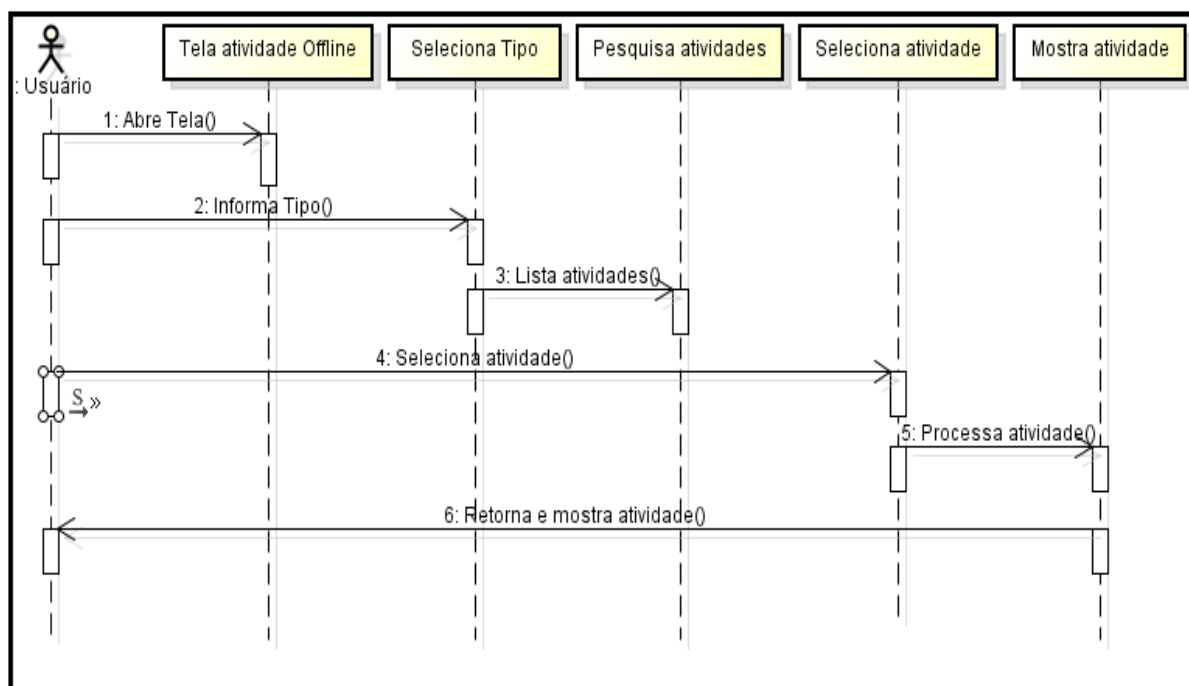 Tela atividade Offline
Seleciona Tipo
Pesquisa atividades
Seleciona atividade
Mostra atividade
: Usuário
1: Abre Tela()
2: Informa Tipo()
3: Lista atividades()
4: Seleciona atividade()
S »
5: Processa atividade()
6: Retorna e mostra atividade()